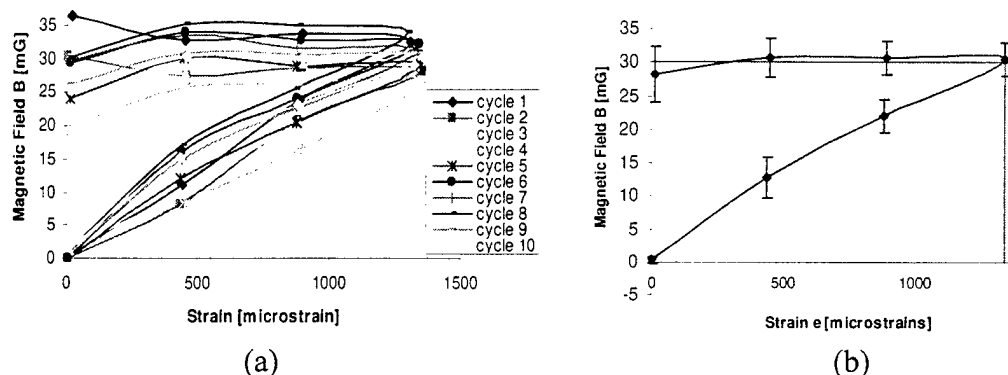 35
30
25
20
15
10
5
0
Magnetic Field B [mG]
0 500 1000 1500
Strain [microstrain]
cycle 1
cycle 2
cycle 3
cycle 4
cycle 5
cycle 6
cycle 7
cycle 8
cycle 9
cycle 10
(a)
35
30
25
20
15
10
5
0
-5
Magnetic Field B [mG]
0 500 1000
Strain e [microstrains]
(b)